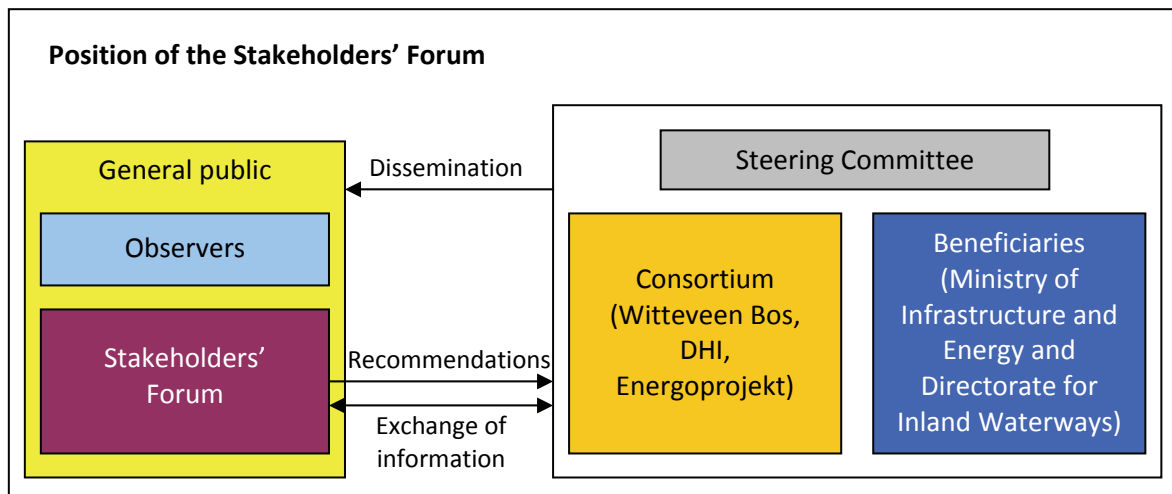 Position of the Stakeholders’ Forum
General public
Observers
Stakeholders’
Forum
Dissemination
Recommendations
Exchange of
information
Steering Committee
Consortium
(Witteveen Bos,
DHI,
Energoprojekt)
Beneficiaries
(Ministry of
Infrastructure and
Energy and
Directorate for
Inland Waterways)